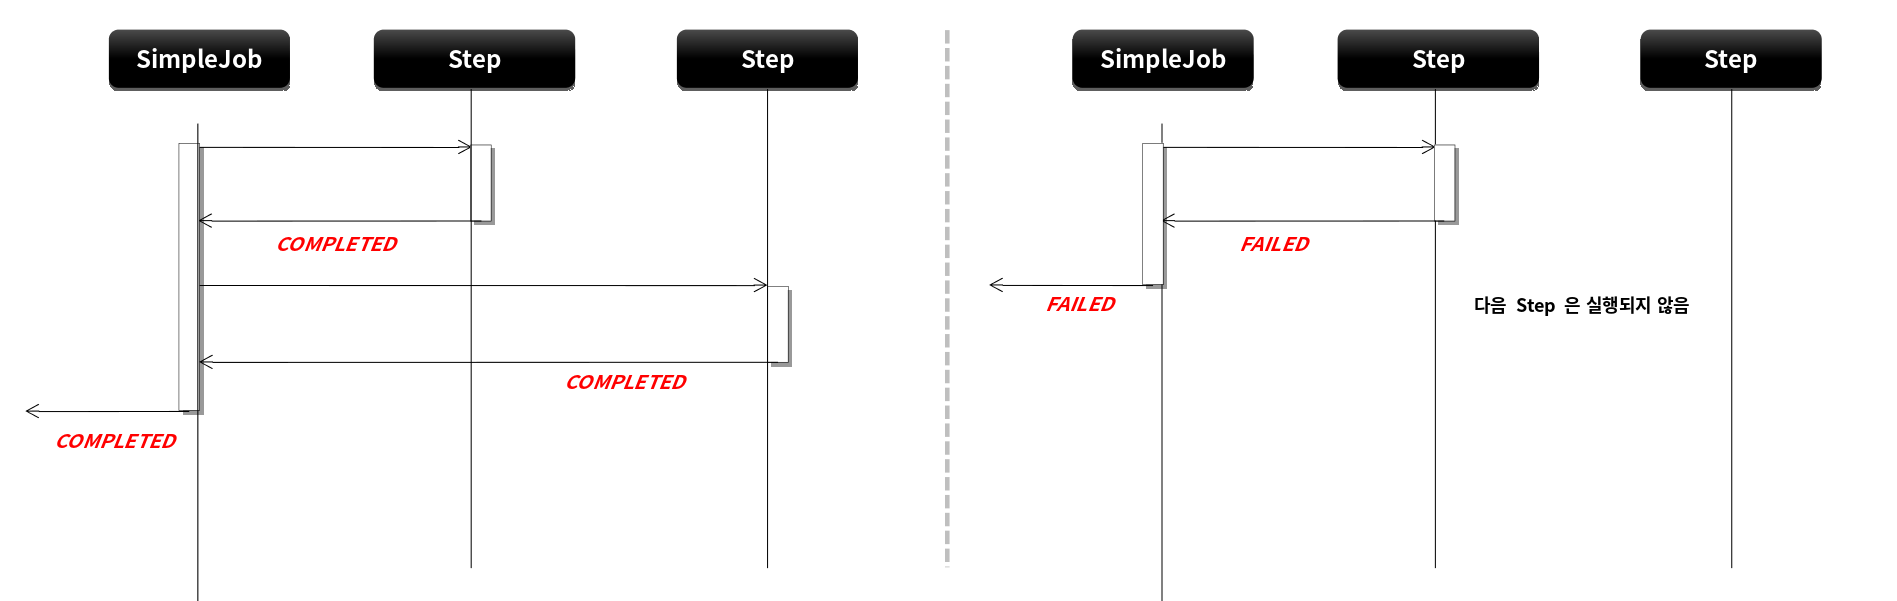 SimpleJob
Step
Step
COMPLETED
COMPLETED
COMPLETED
SimpleJob
Step
Step
FAILED
FAILED
다음 Step 은 실행되지 않음